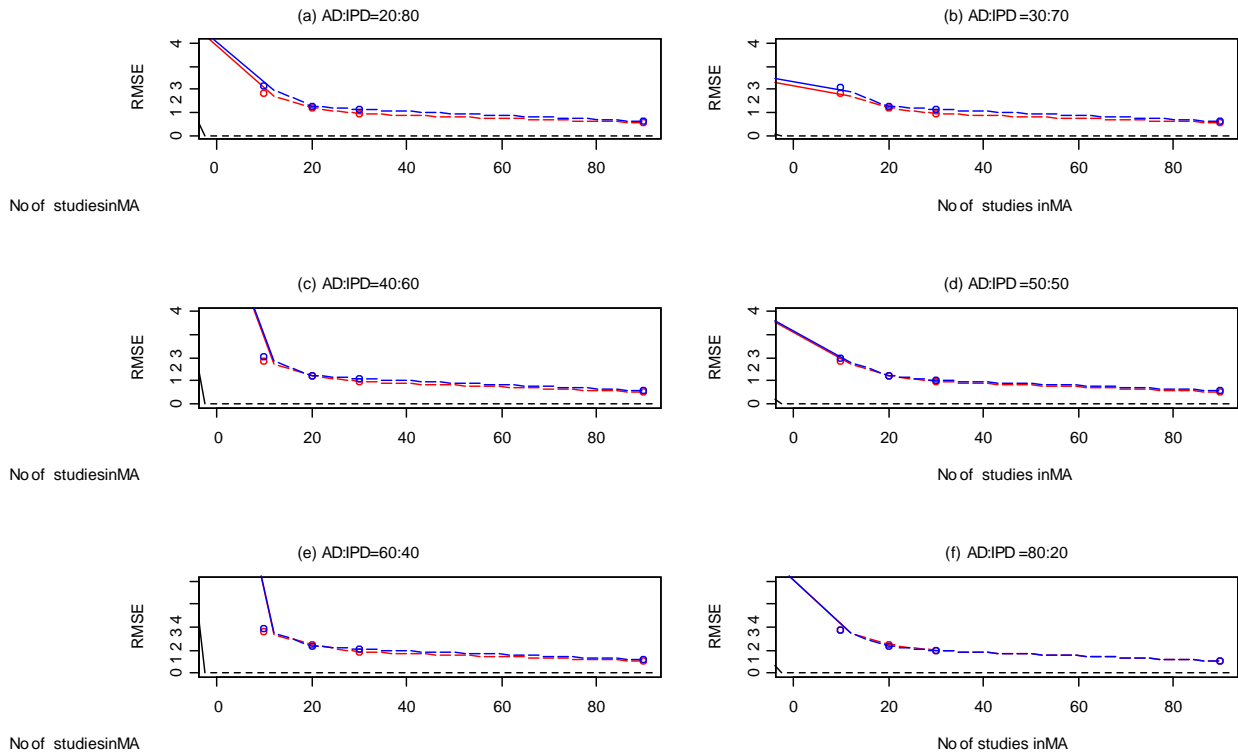 (a) AD:IPD=20:80
RMSE
4
3
2
1
0
0 20 40 60 80
No of studiesinMA
(b) AD:IPD=30:70
RMSE
4
3
2
1
0
0 20 40 60 80
No of studies inMA
(c) AD:IPD=40:60
RMSE
4
3
2
1
0
0 20 40 60 80
No of studiesinMA
(d) AD:IPD=50:50
RMSE
4
3
2
1
0
0 20 40 60 80
No of studies inMA
(e) AD:IPD=60:40
RMSE
4
3
2
1
0
0 20 40 60 80
No of studiesinMA
(f) AD:IPD=80:20
RMSE
4
3
2
1
0
0 20 40 60 80
No of studies inMA